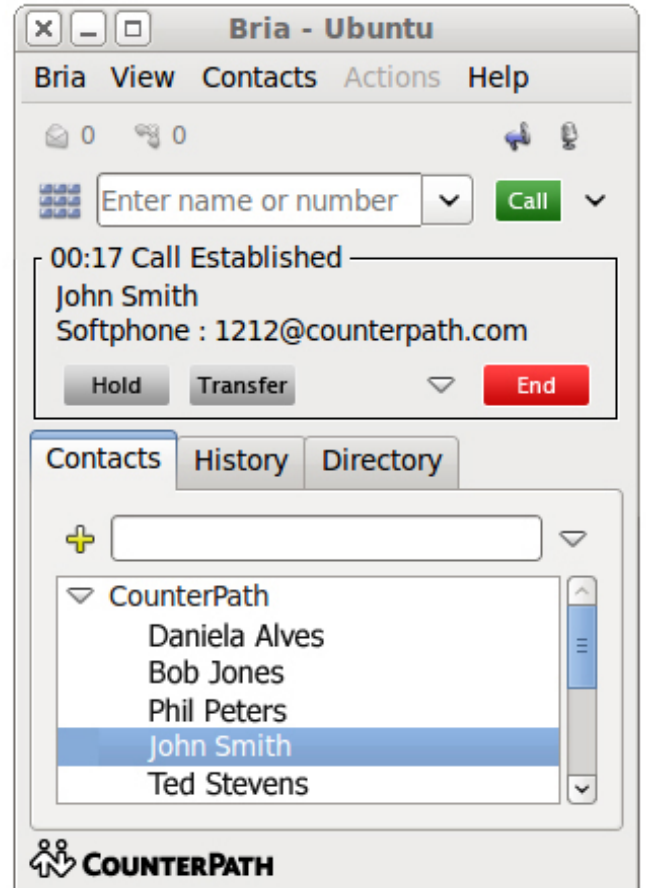 Bria - Ubuntu
Bria View Contacts Actions Help
0 0
Enter name or number Call
00:17 Call Established
John Smith
Softphone : 1212@counterpath.com
Hold Transfer End
Contacts History Directory
CounterPath
Daniela Alves
Bob Jones
Phil Peters
John Smith
Ted Stevens
COUNTERPATH